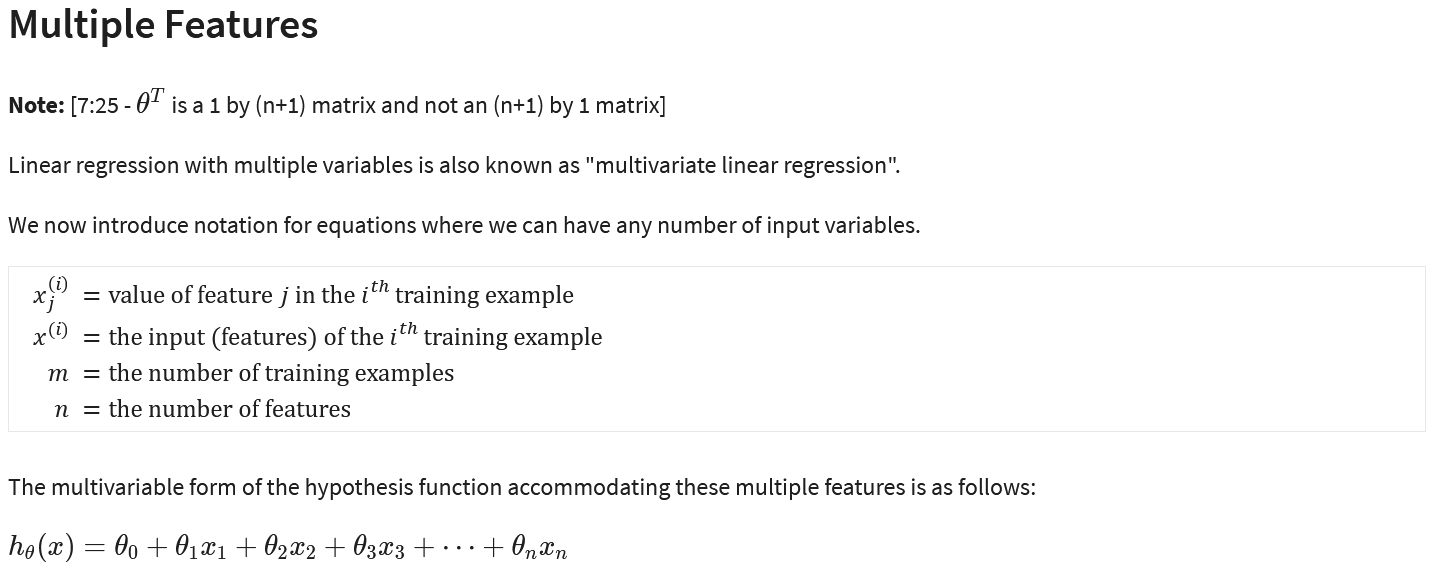 Multiple Features
Note: [7:25 - θ^T is a 1 by (n+1) matrix and not an (n+1) by 1 matrix]
Linear regression with multiple variables is also known as "multivariate linear regression".
We now introduce notation for equations where we can have any number of input variables.
x_j^(i) = value of feature j in the i^th training example
x^(i) = the input (features) of the i^th training example
m = the number of training examples
n = the number of features
The multivariable form of the hypothesis function accommodating these multiple features is as follows:
h_θ(x) = θ_0 + θ_1x_1 + θ_2x_2 + θ_3x_3 + ⋯ + θ_nx_n